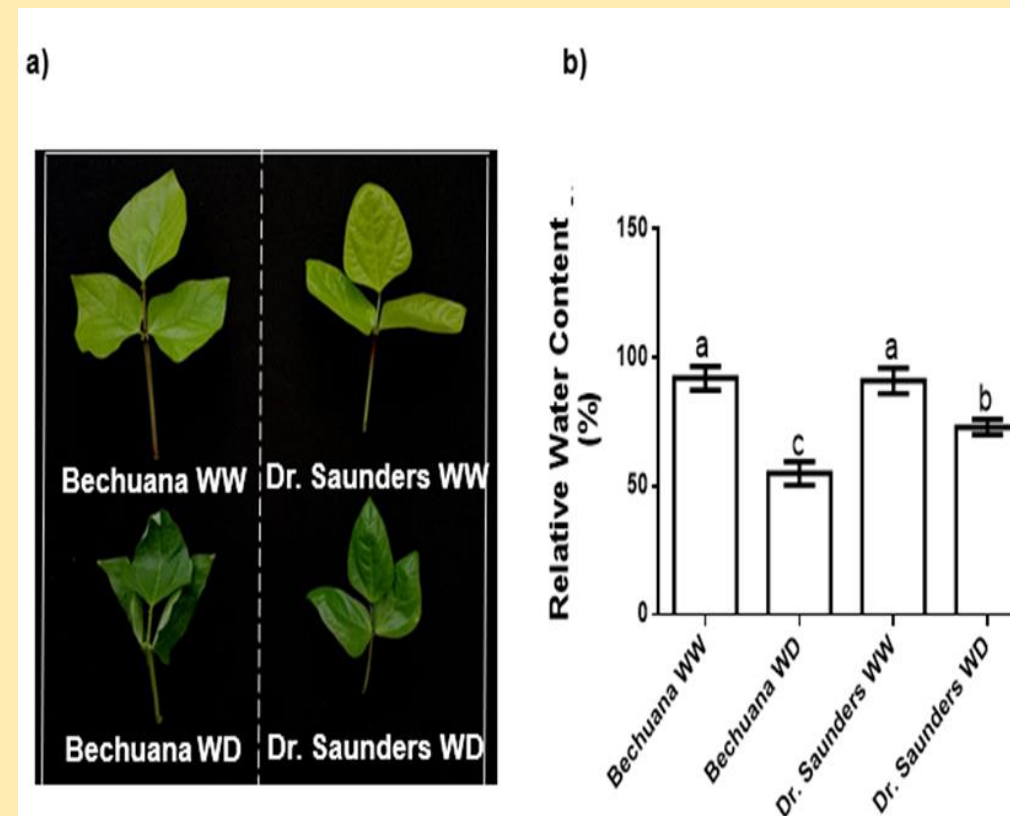 a)
Bechuana WW
Dr. Saunders WW
Bechuana WD
Dr. Saunders WD
b)
Relative Water Content
(%)
150
100
50
0
a
c
a
b
Bechuana WW
Bechuana WD
Dr. Saunders WW
Dr. Saunders WD